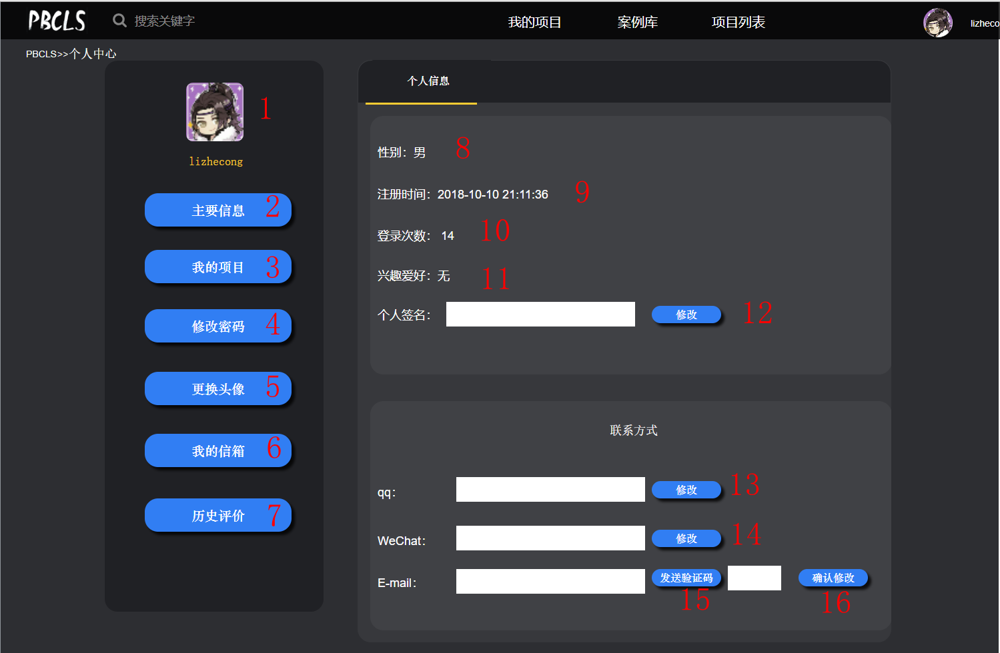 PBCLS
搜索关键字
我的项目
案例库
项目列表
lizheco
PBCLS>>个人中心
1
lizhecong
主要信息 2
我的项目 3
修改密码 4
更换头像 5
我的信箱 6
历史评价 7
个人信息
性别：男 8
注册时间：2018-10-10 21:11:36 9
登录次数： 14 10
兴趣爱好：无 11
个人签名： 修改 12
联系方式
qq： 修改 13
WeChat： 修改 14
E-mail： 发送验证码 确认修改
15 16